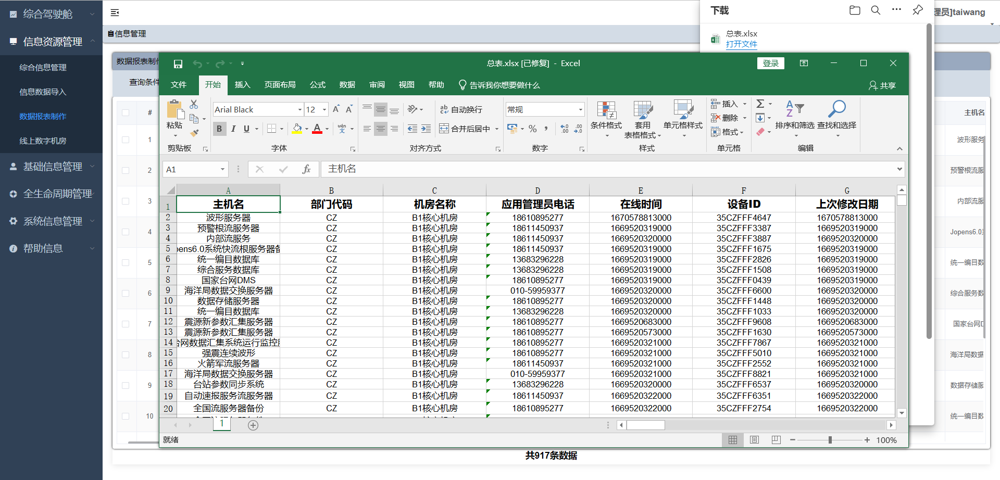 综合驾驶舱
信息资源管理
综合信息管理
信息数据导入
数据报表制作
线上数字机房
基础信息管理
全生命周期管理
系统信息管理
帮助信息
信息管理
理员]taiwang
下载
总表.xlsx
打开文件
数据报表制作
查询条件
#
1
2
3
4
5
6
7
8
9
10
总表.xlsx [已修复] - Excel
登录
文件 开始 插入 页面布局 公式 数据 审阅 视图 帮助 告诉我你想要做什么 共享
粘贴
剪贴板
Arial Black 12
B I U A wén 文
字体
ab 自动换行
合并后居中
对齐方式
常规
% , .00 .00
数字
条件格式 套用表格格式 单元格样式
样式
插入
删除
格式
单元格
Σ
排序和筛选 查找和选择
编辑
A1 fx 主机名
A B C D E F G
1 主机名 部门代码 机房名称 应用管理员电话 在线时间 设备ID 上次修改日期
2 波形服务器 CZ B1核心机房 18610895277 1670578813000 35CZFFF4647 1670578813000
3 预警根流服务器 CZ B1核心机房 18611450937 1669520319000 35CZFFF3387 1669520319000
4 内部流服务 CZ B1核心机房 18611450937 1669520320000 35CZFFF3887 1669520320000
5 pens6.0系统快流根服务器备 CZ B1核心机房 18611450937 1669520319000 35CZFFF1675 1669520319000
6 统一编目数据库 CZ B1核心机房 13683296228 1669520319000 35CZFFF2826 1669520319000
7 综合服务数据库 CZ B1核心机房 13683296228 1669520319000 35CZFFF1508 1669520319000
8 国家台网DMS CZ B1核心机房 18610895277 1669520319000 35CZFFF0439 1669520319000
9 海洋局数据交换服务器 CZ B1核心机房 010-59959377 1669520320000 35CZFFF6600 1669520320000
10 数据存储服务器 CZ B1核心机房 18610895277 1669520320000 35CZFFF1448 1669520320000
11 统一编目数据库 CZ B1核心机房 13683296228 1669520320000 35CZFFF1033 1669520320000
12 震源新参数汇集服务器 CZ B1核心机房 18610895277 1669520683000 35CZFFF9608 1669520683000
13 震源新参数汇集服务器 CZ B1核心机房 18610895277 1669520573000 35CZFFF1630 1669520573000
14 台网数据汇集系统运行监控服 CZ B1核心机房 18610895277 1669520321000 35CZFFF7867 1669520321000
15 强震连续波形 CZ B1核心机房 18610895277 1669520321000 35CZFFF5010 1669520321000
16 火箭军流服务器 CZ B1核心机房 18611450937 1669520321000 35CZFFF2552 1669520321000
17 海洋局数据交换服务器 CZ B1核心机房 010-59959377 1669520321000 35CZFFF8821 1669520321000
18 台站参数同步系统 CZ B1核心机房 13683296228 1669520320000 35CZFFF6537 1669520320000
19 自动速报服务流服务器 CZ B1核心机房 18611450937 1669520322000 35CZFFF6351 1669520322000
20 全国流服务器备份 CZ B1核心机房 18610895277 1669520322000 35CZFFF2754 1669520322000
1
就绪
100%
主机名
波形服务
预警根流服
内部流服
Jopens6.0系
统一编目数
综合服务数
国家台网D
海洋局数据
数据存储服
统一编目数
共917条数据